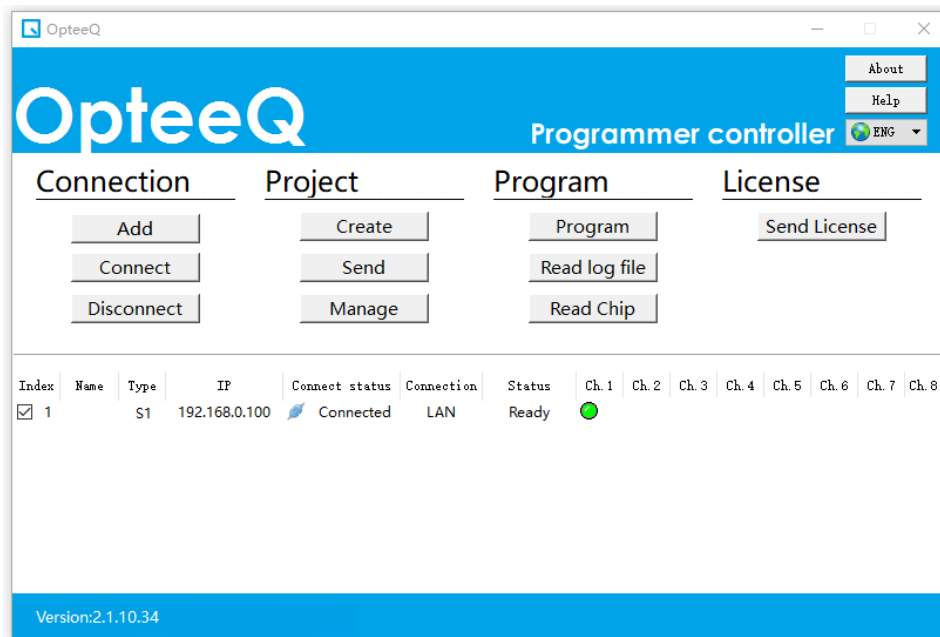 OpteeQ
About
Help
OpteeQ
Programmer controller
ENG
Connection Project Program License
Add Create Program Send License
Connect Send Read log file
Disconnect Manage Read Chip
Index Name Type IP Connect status Connection Status Ch.1 Ch.2 Ch.3 Ch.4 Ch.5 Ch.6 Ch.7 Ch.8
1 S1 192.168.0.100 Connected LAN Ready
Version:2.1.10.34